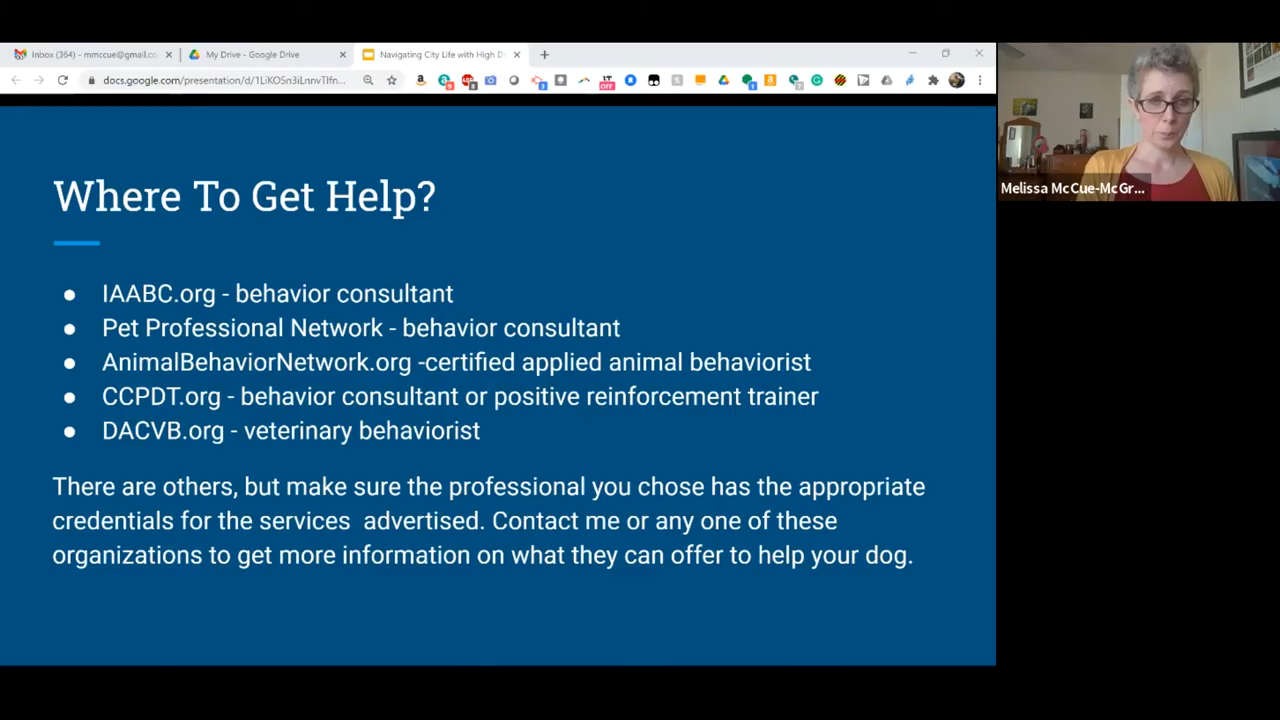 Inbox (364) - mmccue@gmail.co
My Drive - Google Drive
Navigating City Life with High D
docs.google.com/presentation/d/1LiKO5n3iLnnvTIfn...
OFF
Melissa McCue-McGr...
Where To Get Help?
● IAABC.org - behavior consultant
● Pet Professional Network - behavior consultant
● AnimalBehaviorNetwork.org -certified applied animal behaviorist
● CCPDT.org - behavior consultant or positive reinforcement trainer
● DACVB.org - veterinary behaviorist
There are others, but make sure the professional you chose has the appropriate
credentials for the services advertised. Contact me or any one of these
organizations to get more information on what they can offer to help your dog.